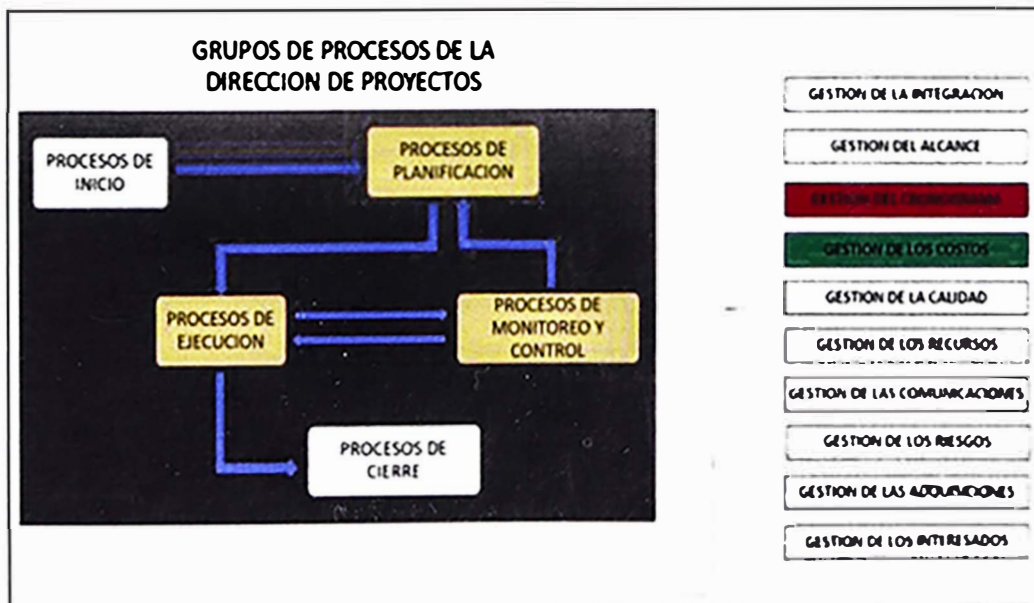 GRUPOS DE PROCESOS DE LA
DIRECCION DE PROYECTOS
PROCESOS DE
INICIO
PROCESOS DE
PLANIFICACION
PROCESOS DE
EJECUCION
PROCESOS DE
MONITOREO Y
CONTROL
PROCESOS DE
CIERRE
GESTION DE LA INTEGRACION
GESTION DEL ALCANCE
GESTION DEL CRONOGRAMA
GESTION DE LOS COSTOS
GESTION DE LA CALIDAD
GESTION DE LOS RECURSOS
GESTION DE LAS COMUNICACIONES
GESTION DE LOS RIESGOS
GESTION DE LAS ADQUISICIONES
GESTION DE LOS INTERESADOS